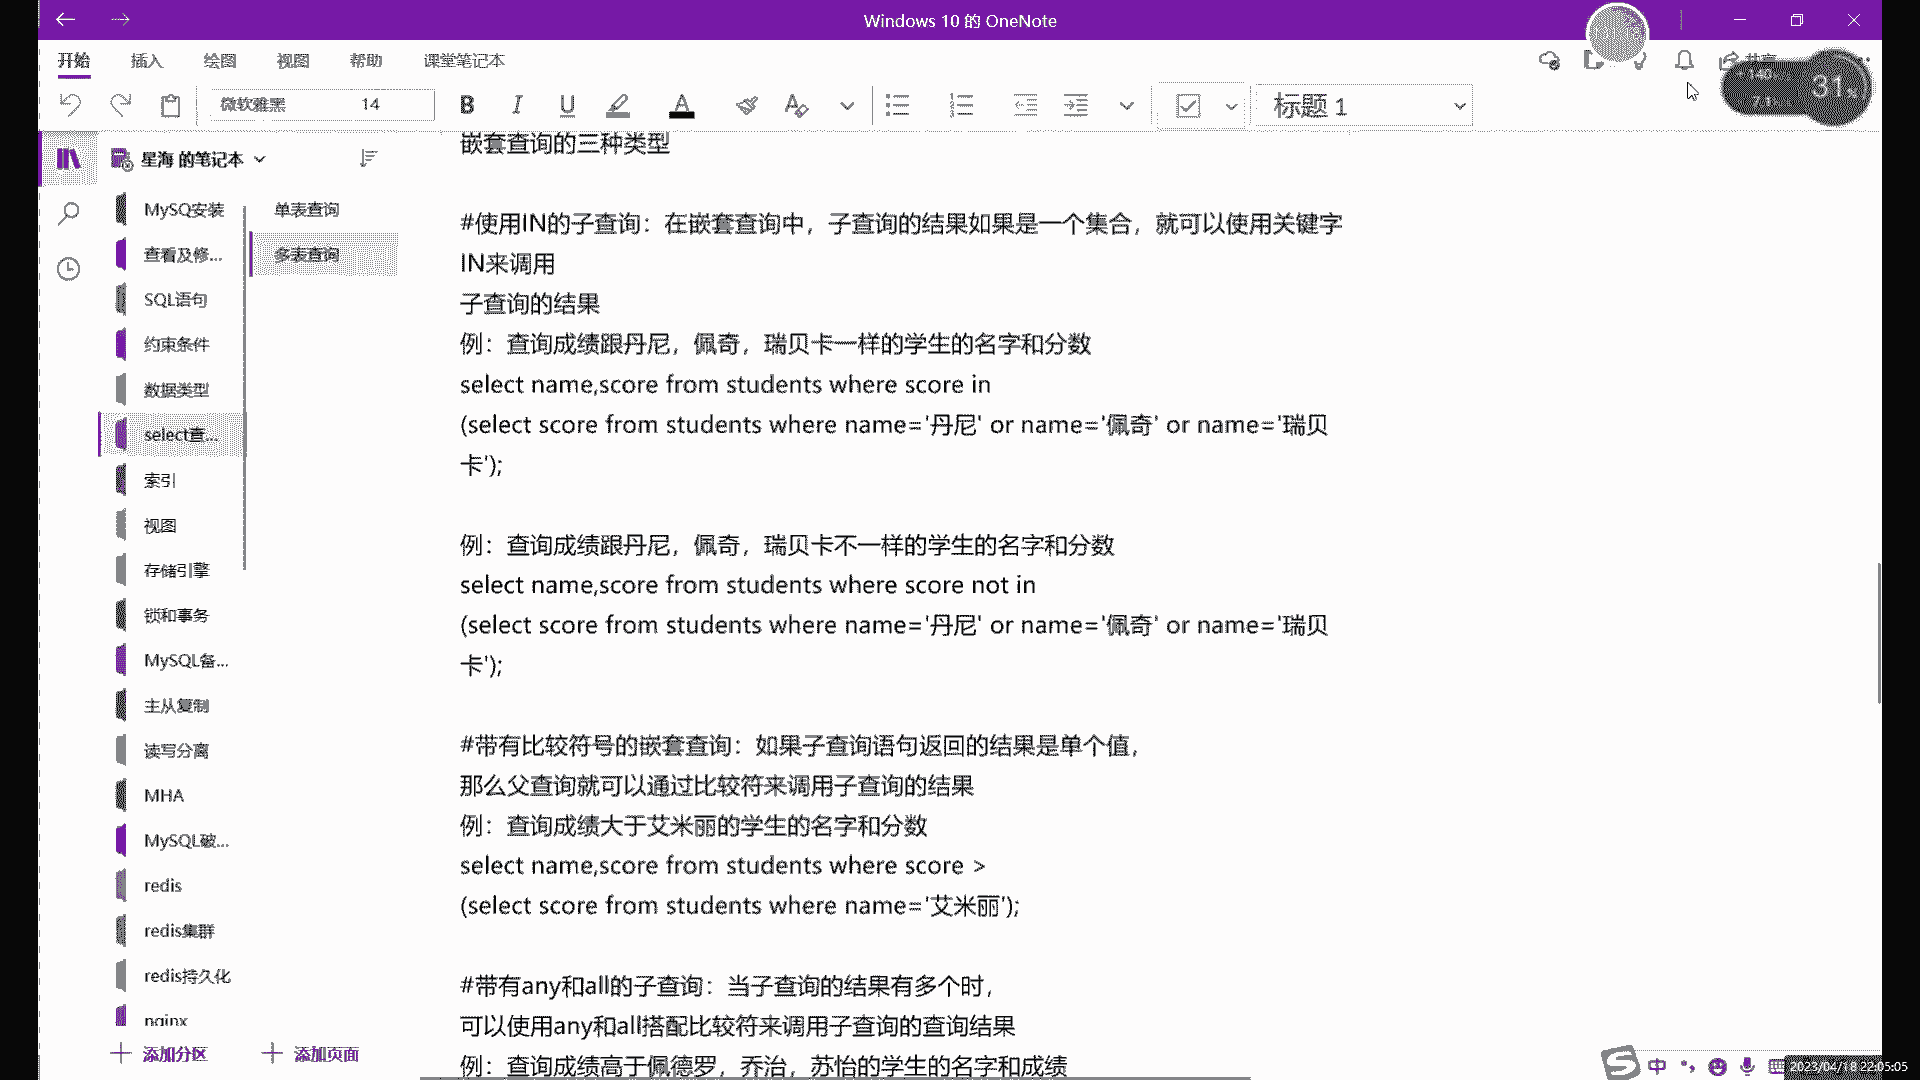 Windows 10 的 OneNote
开始 插入 绘图 视图 帮助 课堂笔记本
微软雅黑 14 B I U A 标题 1
31%
星海 的笔记本
MySQ安装
查看及修...
SQL语句
约束条件
数据类型
select查...
索引
视图
存储引擎
锁和事务
MySQL备...
主从复制
读写分离
MHA
MySQL破...
redis
redis集群
redis持久化
nginx
添加分区
单表查询
多表查询
添加页面
嵌套查询的三种类型
#使用IN的子查询：在嵌套查询中，子查询的结果如果是一个集合，就可以使用关键字
IN来调用
子查询的结果
例：查询成绩跟丹尼，佩奇，瑞贝卡一样的学生的名字和分数
select name,score from students where score in
(select score from students where name='丹尼' or name='佩奇' or name='瑞贝
卡');
例：查询成绩跟丹尼，佩奇，瑞贝卡不一样的学生的名字和分数
select name,score from students where score not in
(select score from students where name='丹尼' or name='佩奇' or name='瑞贝
卡');
#带有比较符号的嵌套查询：如果子查询语句返回的结果是单个值，
那么父查询就可以通过比较符来调用子查询的结果
例：查询成绩大于艾米丽的学生的名字和分数
select name,score from students where score >
(select score from students where name='艾米丽');
#带有any和all的子查询：当子查询的结果有多个时，
可以使用any和all搭配比较符来调用子查询的查询结果
例：查询成绩高于佩德罗，乔治，苏怡的学生的名字和成绩
中
2023/04/18 22:05:05